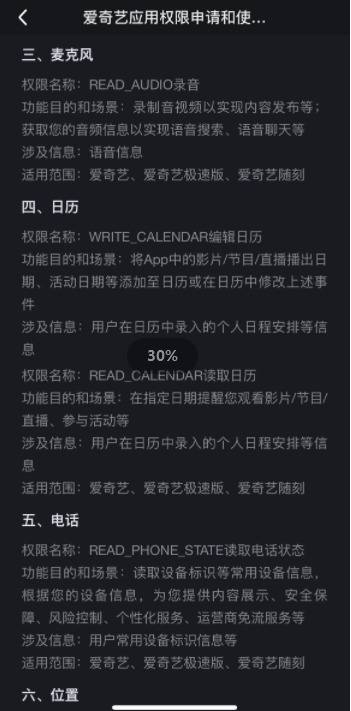 爱奇艺应用权限申请和使...
三、麦克风
权限名称：READ_AUDIO录音
功能目的和场景：录制音视频以实现内容发布等；
获取您的音频信息以实现语音搜索、语音聊天等
涉及信息：语音信息
适用范围：爱奇艺、爱奇艺极速版、爱奇艺随刻
四、日历
权限名称：WRITE_CALENDAR编辑日历
功能目的和场景：将App中的影片/节目/直播播出日
期、活动日期等添加至日历或在日历中修改上述事
件
涉及信息：用户在日历中录入的个人日程安排等信
息
30%
权限名称：READ_CALENDAR读取日历
功能目的和场景：在指定日期提醒您观看影片/节目/
直播、参与活动等
涉及信息：用户在日历中录入的个人日程安排等信
息
适用范围：爱奇艺、爱奇艺极速版、爱奇艺随刻
五、电话
权限名称：READ_PHONE_STATE读取电话状态
功能目的和场景：读取设备标识等常用设备信息，
根据您的设备信息，为您提供内容展示、安全保
障、风险控制、个性化服务、运营商免流服务等
涉及信息：用户常用设备标识信息等
适用范围：爱奇艺、爱奇艺极速版、爱奇艺随刻
六、位置